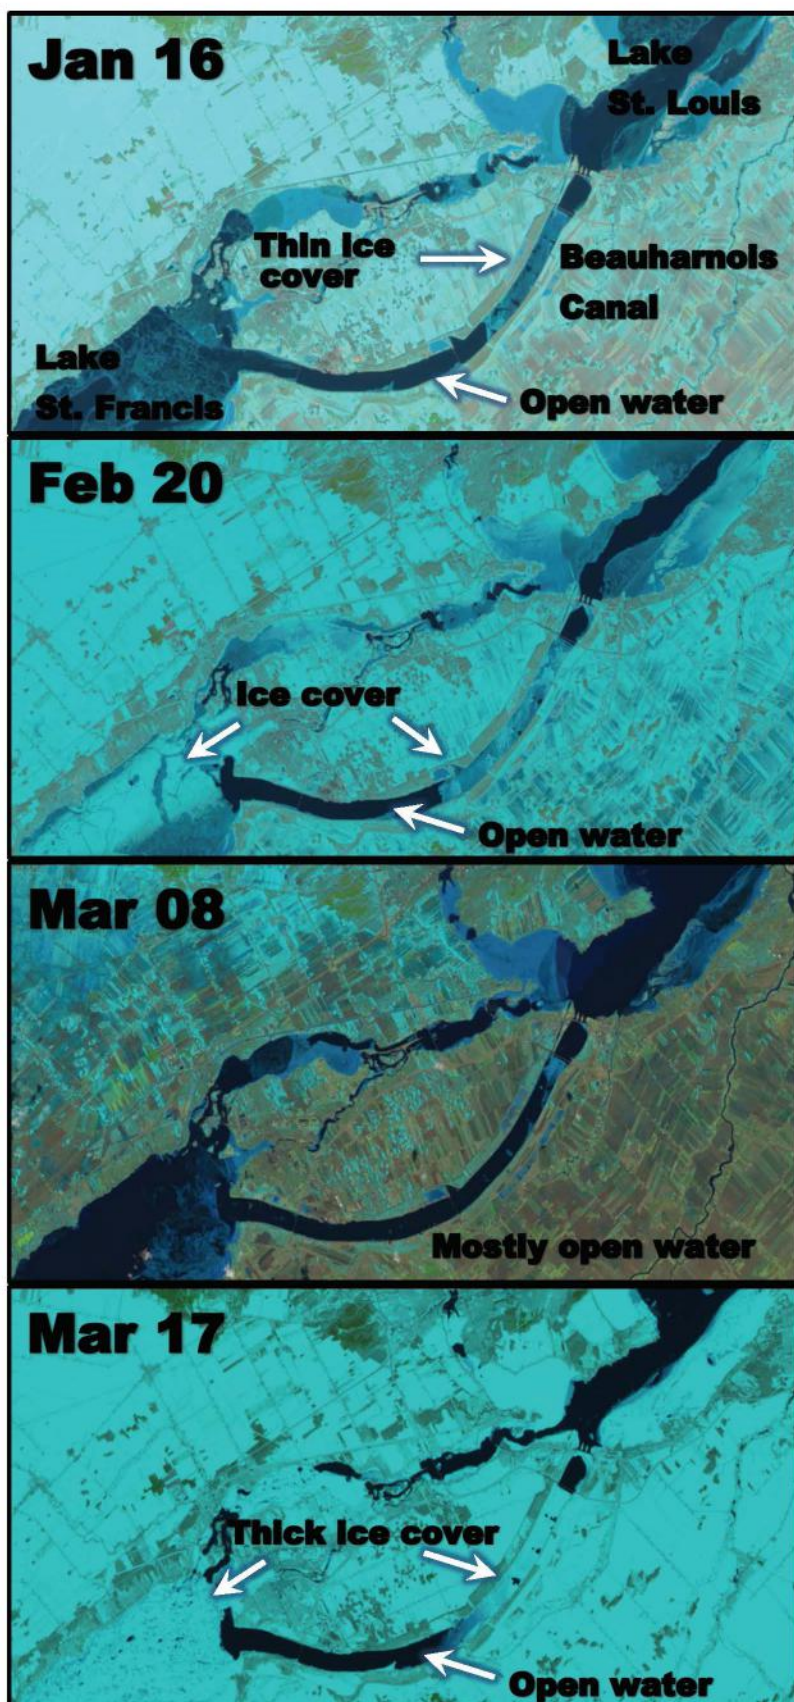 Jan 16
Lake
St. Louis
Thin ice
cover
Beauharnois
Canal
Lake
St. Francis
Open water
Feb 20
Ice cover
Open water
Mar 08
Mostly open water
Mar 17
Thick ice cover
Open water